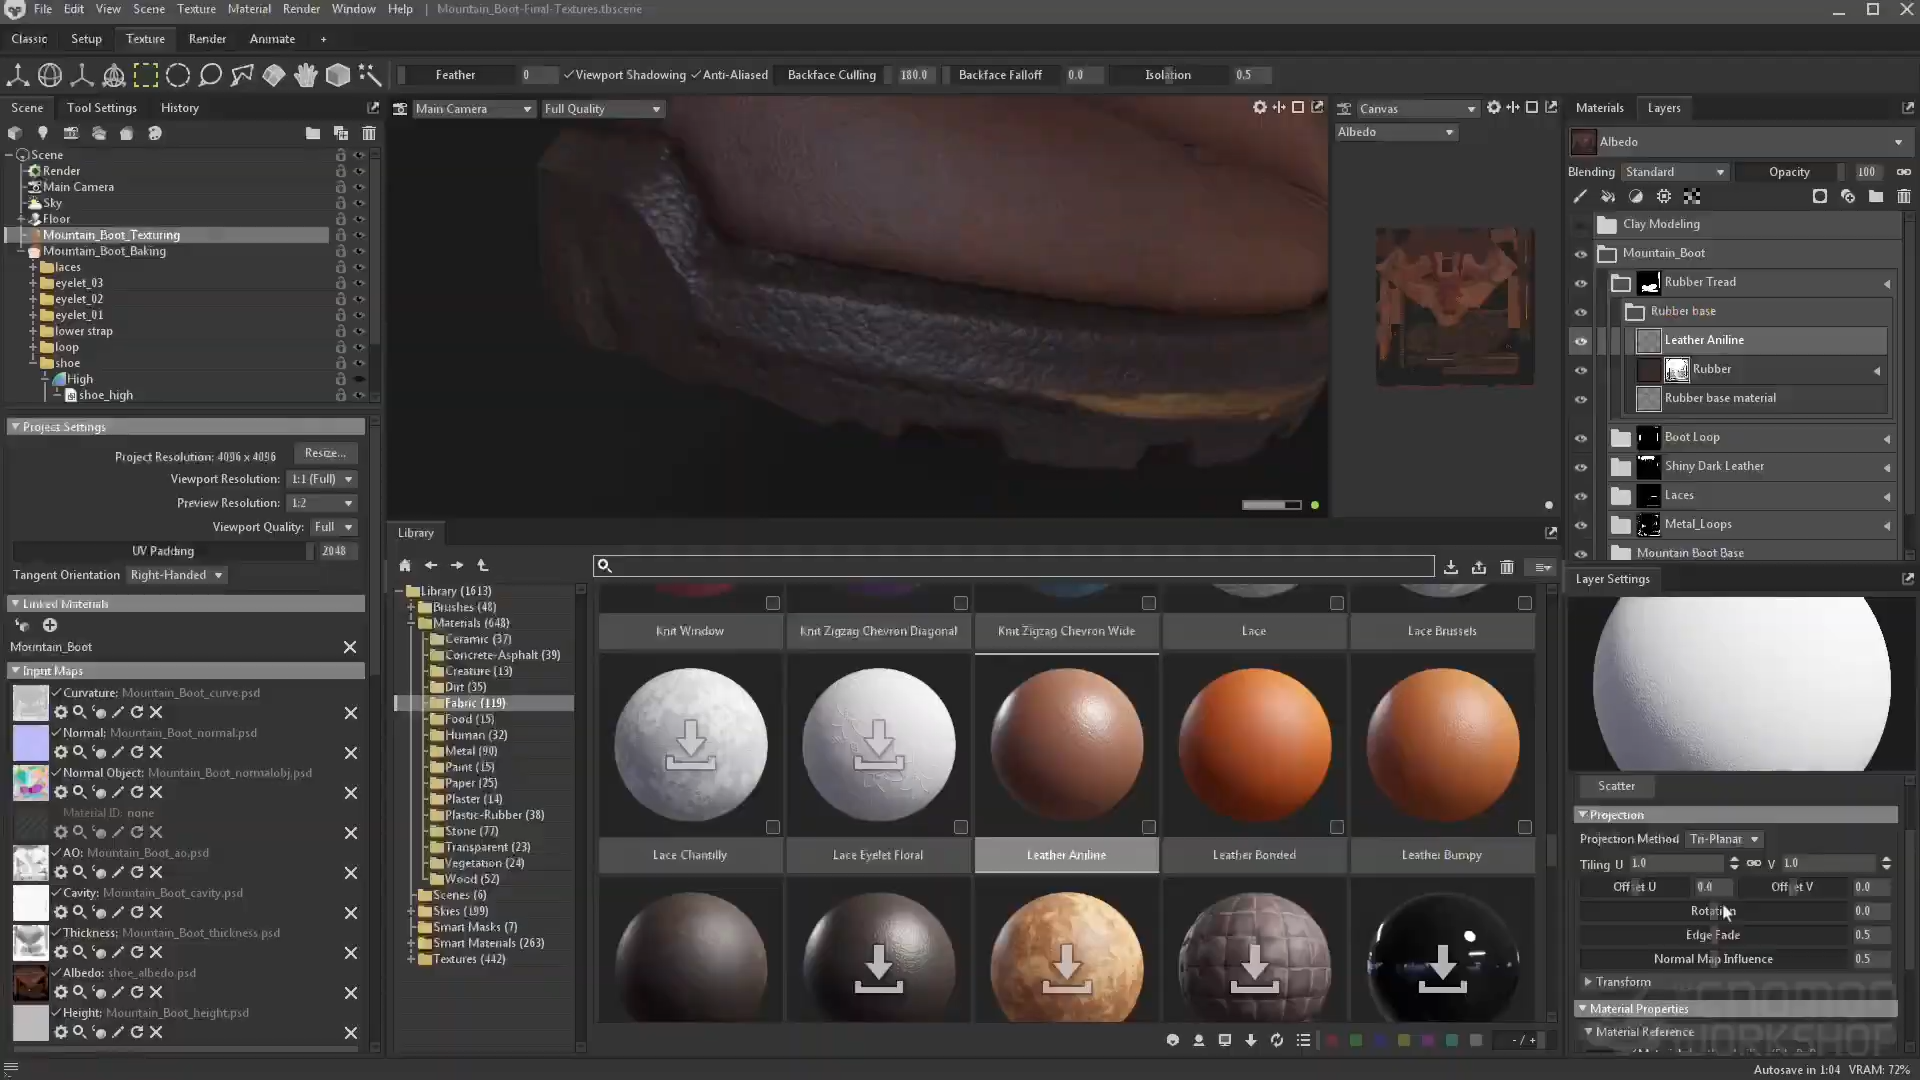 File Edit View Scene Texture Material Render Window Help | Mountain_Boot-Final-Textures.tbscene
Classic Setup Texture Render Animate +
Feather 0 Viewport Shadowing Anti-Aliased Backface Culling 180.0 Backface Falloff 0.0 Isolation 0.5
Scene Tool Settings History
Scene
Render
Main Camera
Sky
Floor
Mountain_Boot_Texturing
Mountain_Boot_Baking
laces
eyelet_03
eyelet_02
eyelet_01
lower strap
loop
shoe
High
shoe_high
Project Settings
Project Resolution: 4096 x 4096 Resize...
Viewport Resolution: 1:1 (Full)
Preview Resolution: 1:2
Viewport Quality: Full
UV Padding 2048
Tangent Orientation Right-Handed
Linked Materials
Mountain_Boot
Input Maps
Curvature: Mountain_Boot_curve.psd
Normal: Mountain_Boot_normal.psd
Normal Object: Mountain_Boot_normalobj.psd
Material ID: none
AO: Mountain_Boot_ao.psd
Cavity: Mountain_Boot_cavity.psd
Thickness: Mountain_Boot_thickness.psd
Albedo: shoe_albedo.psd
Height: Mountain_Boot_height.psd
Main Camera Full Quality
Canvas
Albedo
Library
Library (1613)
Brushes (48)
Materials (648)
Ceramic (37)
Concrete-Asphalt (39)
Creature (13)
Dirt (35)
Fabric (119)
Food (15)
Human (32)
Metal (90)
Paint (15)
Paper (25)
Plaster (14)
Plastic-Rubber (38)
Stone (77)
Transparent (23)
Vegetation (24)
Wood (52)
Scenes (6)
Skies (199)
Smart Masks (7)
Smart Materials (263)
Textures (442)
Knit Window Knit Zigzag Chevron Diagonal Knit Zigzag Chevron Wide Lace Lace Brussels
Lace Chantilly Lace Eyelet Floral Leather Aniline Leather Bonded Leather Bumpy
- / +
Materials Layers
Albedo
Blending Standard Opacity 100
Clay Modeling
Mountain_Boot
Rubber Tread
Rubber base
Leather Aniline
Rubber
Rubber base material
Boot Loop
Shiny Dark Leather
Laces
Metal_Loops
Mountain Boot Base
Layer Settings
Scatter
Projection
Projection Method Tri-Planar
Tiling U 1.0 V 1.0
Offset U 0.0 Offset V 0.0
Rotation 0.0
Edge Fade 0.5
Normal Map Influence 0.5
Transform
Material Properties
Material Reference
GNOMON WORKSHOP
Autosave in 1:04 VRAM: 72%